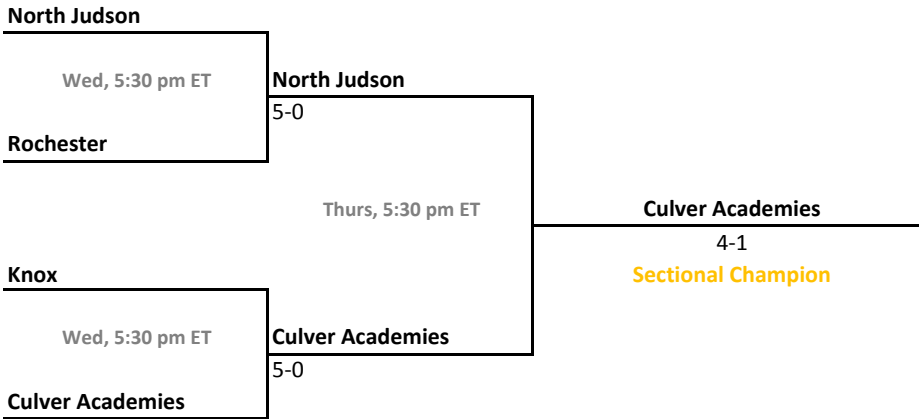 North Judson
Wed, 5:30 pm ET
North Judson
5-0
Rochester
Thurs, 5:30 pm ET
Culver Academies
4-1
Sectional Champion
Knox
Wed, 5:30 pm ET
Culver Academies
5-0
Culver Academies